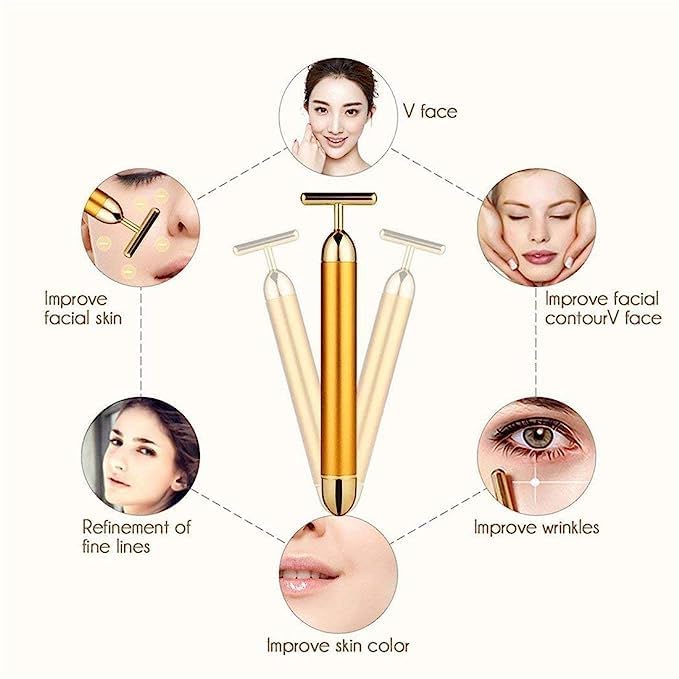 V face
Improve
facial skin
Improve facial
contourV face
Refinement of
fine lines
Improve wrinkles
Improve skin color